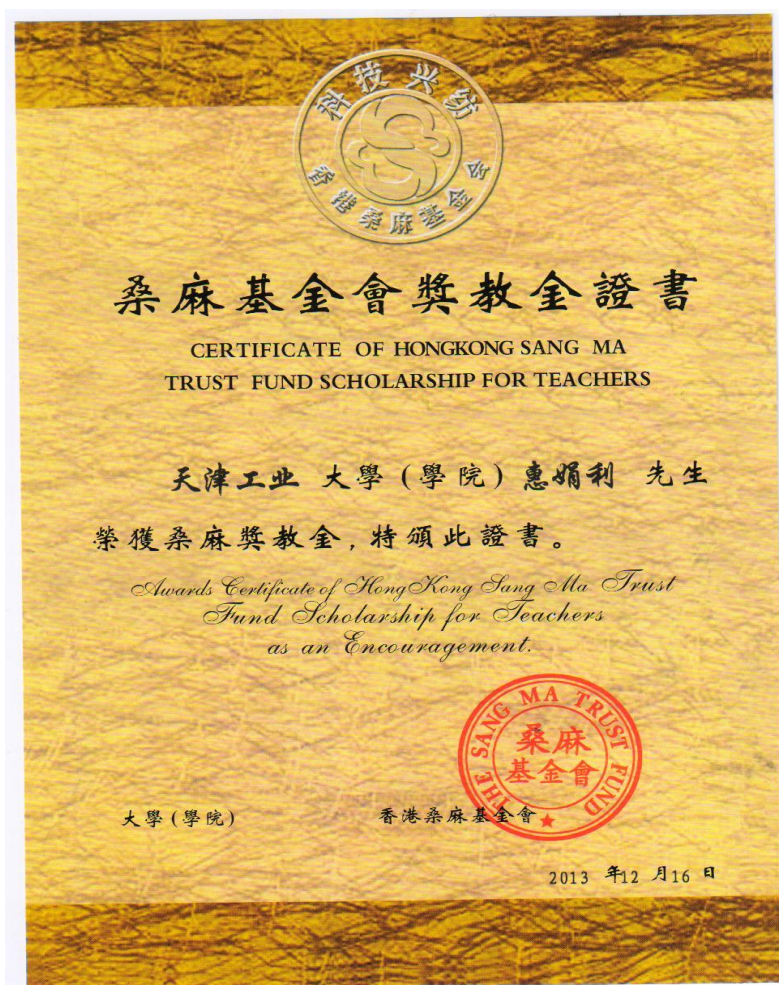 科技兴纺
香港桑麻基金会
桑麻基金會獎教金證書
CERTIFICATE OF HONGKONG SANG MA
TRUST FUND SCHOLARSHIP FOR TEACHERS
天津工业 大學(學院)惠娟利 先生
榮獲桑麻獎教金,特頒此證書。
Awards Certificate of Hong Kong Sang Ma Trust
Fund Scholarship for Teachers
as an Encouragement.
THE SANG MA TRUST FUND
桑麻
基金會
大學(學院) 香港桑麻基金會
2013 年12 月16 日